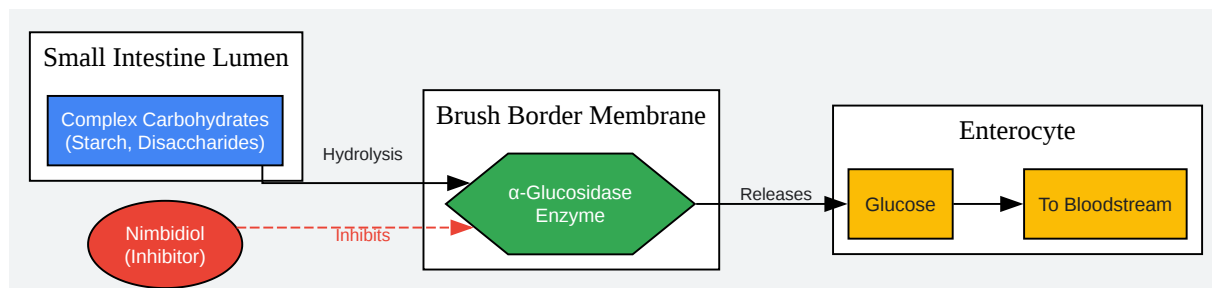 Small Intestine Lumen
Complex Carbohydrates
(Starch, Disaccharides)
Hydrolysis
Nimbidiol
(Inhibitor)
Inhibits
Brush Border Membrane
α-Glucosidase
Enzyme
Releases
Enterocyte
Glucose
To Bloodstream